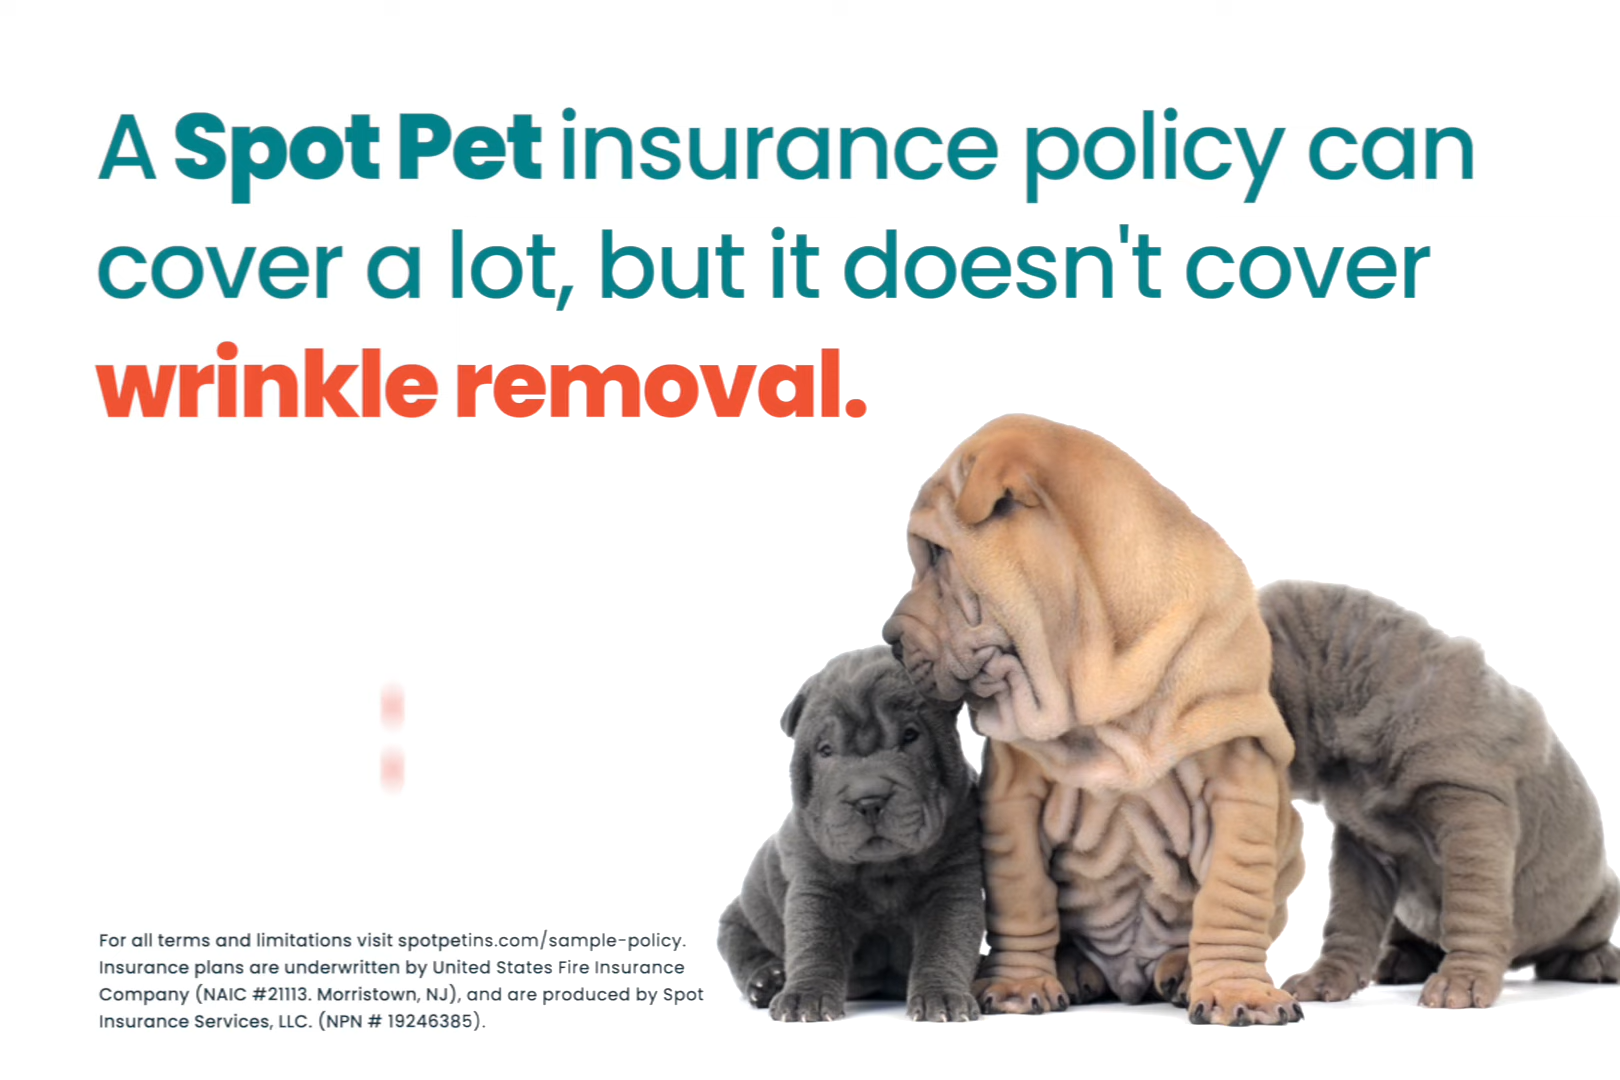 A Spot Pet insurance policy can
cover a lot, but it doesn't cover
wrinkle removal.
For all terms and limitations visit spotpetins.com/sample-policy.
Insurance plans are underwritten by United States Fire Insurance
Company (NAIC #21113. Morristown, NJ), and are produced by Spot
Insurance Services, LLC. (NPN # 19246385).